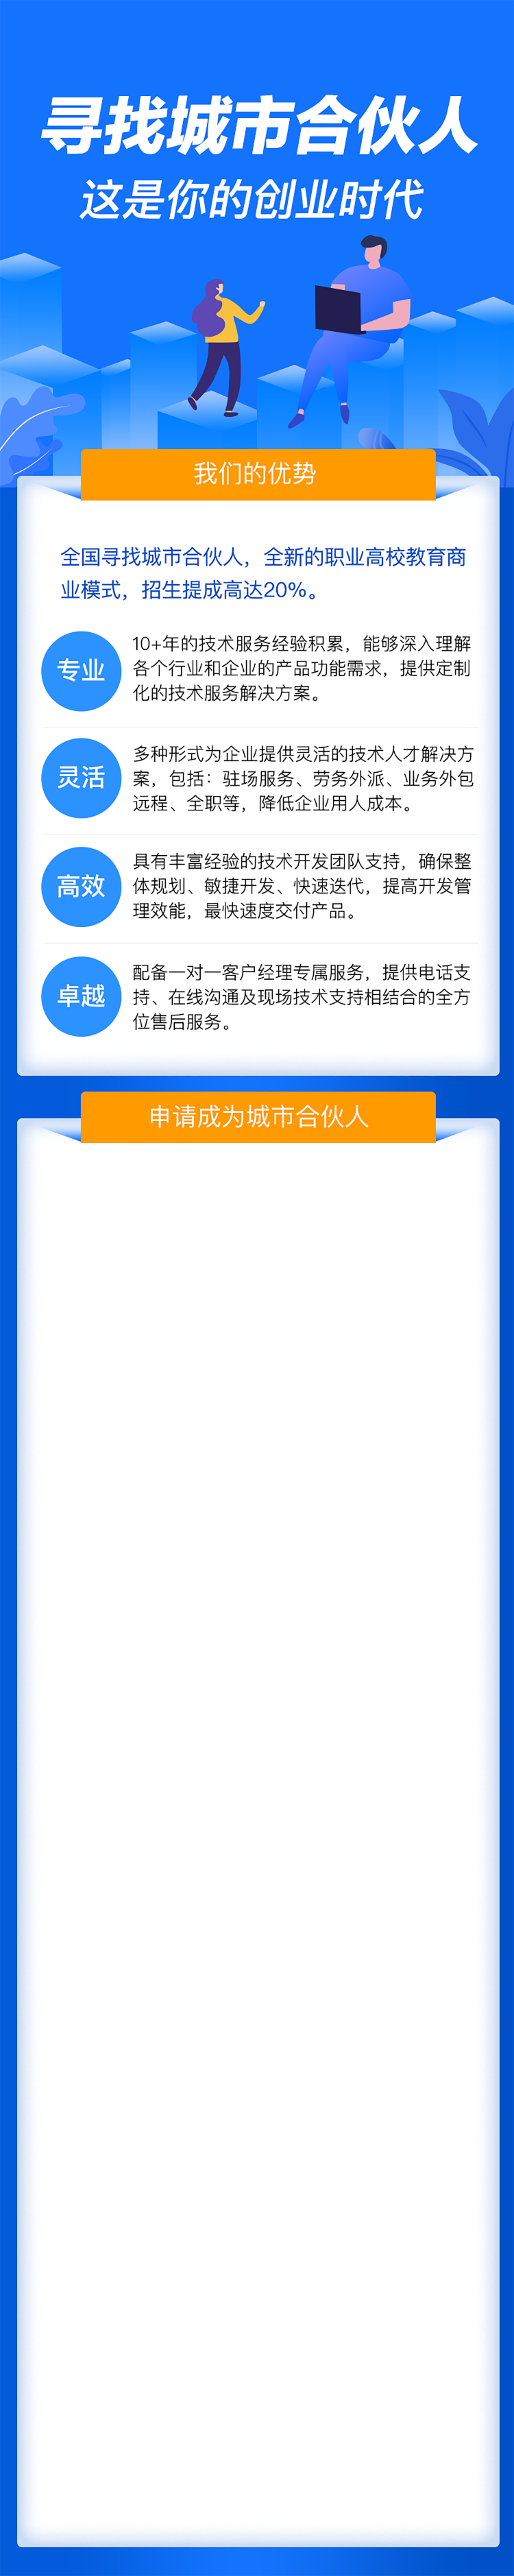 寻找城市合伙人
这是你的创业时代
我们的优势
全国寻找城市合伙人，全新的职业高校教育商
业模式，招生提成高达20%。
专业
10+年的技术服务经验积累，能够深入理解
各个行业和企业的产品功能需求，提供定制
化的技术服务解决方案。
灵活
多种形式为企业提供灵活的技术人才解决方
案，包括：驻场服务、劳务外派、业务外包
远程、全职等，降低企业用人成本。
高效
具有丰富经验的技术开发团队支持，确保整
体规划、敏捷开发、快速迭代，提高开发管
理效能，最快速度交付产品。
卓越
配备一对一客户经理专属服务，提供电话支
持、在线沟通及现场技术支持相结合的全方
位售后服务。
申请成为城市合伙人